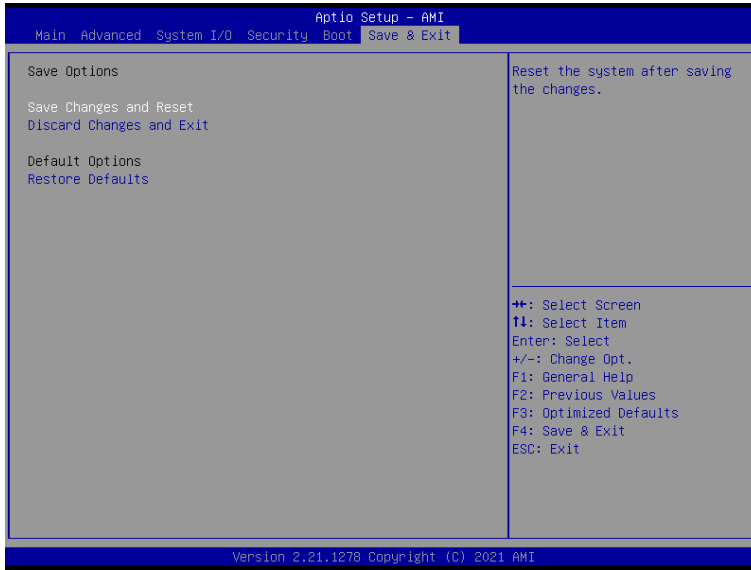 Aptio Setup – AMI
Main Advanced System I/O Security Boot Save & Exit
Save Options
Save Changes and Reset
Discard Changes and Exit
Default Options
Restore Defaults
Reset the system after saving
the changes.
→←: Select Screen
↑↓: Select Item
Enter: Select
+/-: Change Opt.
F1: General Help
F2: Previous Values
F3: Optimized Defaults
F4: Save & Exit
ESC: Exit
Version 2.21.1278 Copyright (C) 2021 AMI